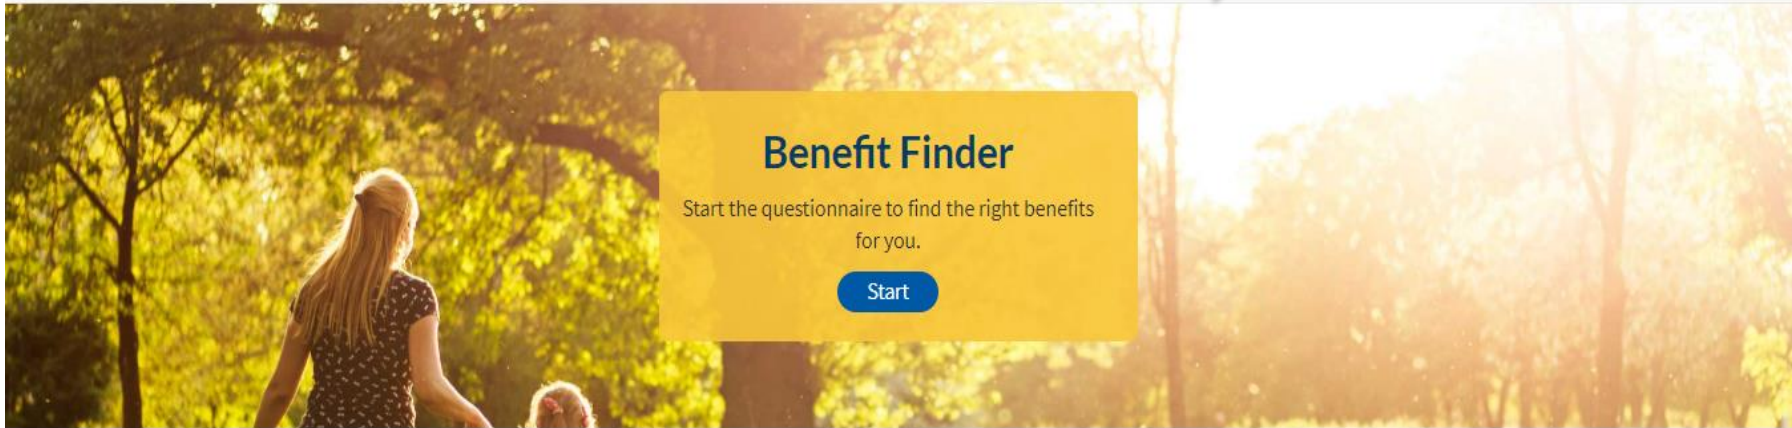 Benefit Finder
Start the questionnaire to find the right benefits
for you.
Start